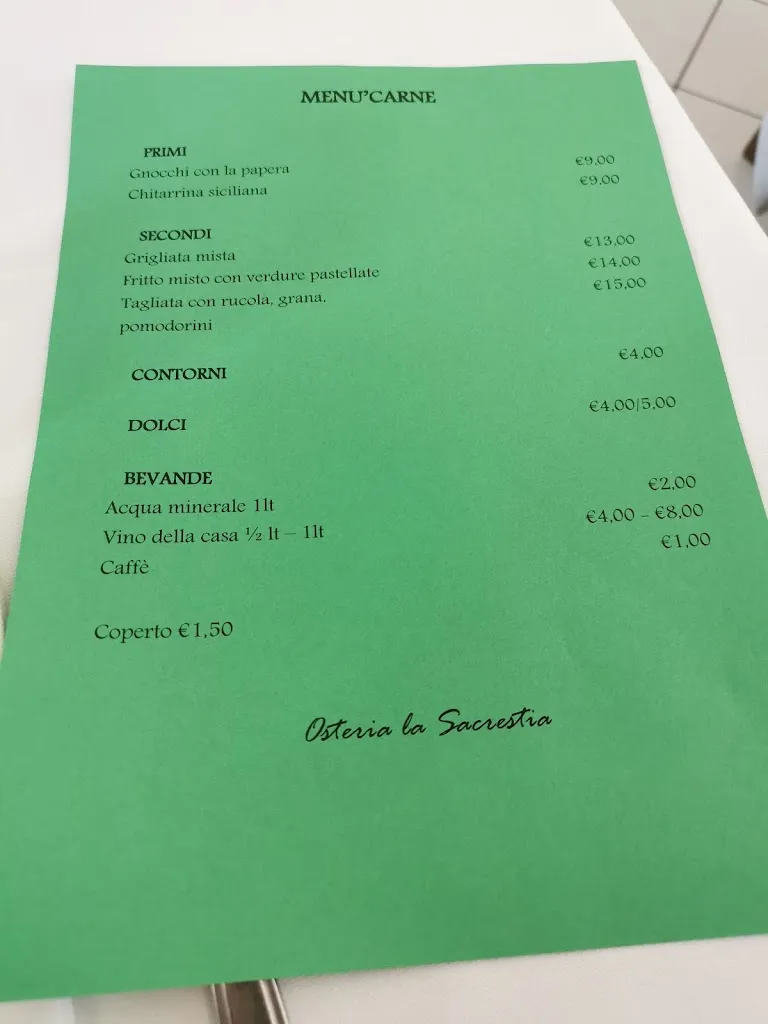 MENU'CARNE
PRIMI
Gnocchi con la papera €9,00
Chitarrina siciliana €9,00
SECONDI
Grigliata mista €13,00
Fritto misto con verdure pastellate €14,00
Tagliata con rucola, grana, €15,00
pomodorini
CONTORNI €4,00
DOLCI €4,00/5,00
BEVANDE
Acqua minerale 1lt €2,00
Vino della casa ½ lt – 1lt €4,00 – €8,00
Caffè €1,00
Coperto €1,50
Osteria la Sacrestia